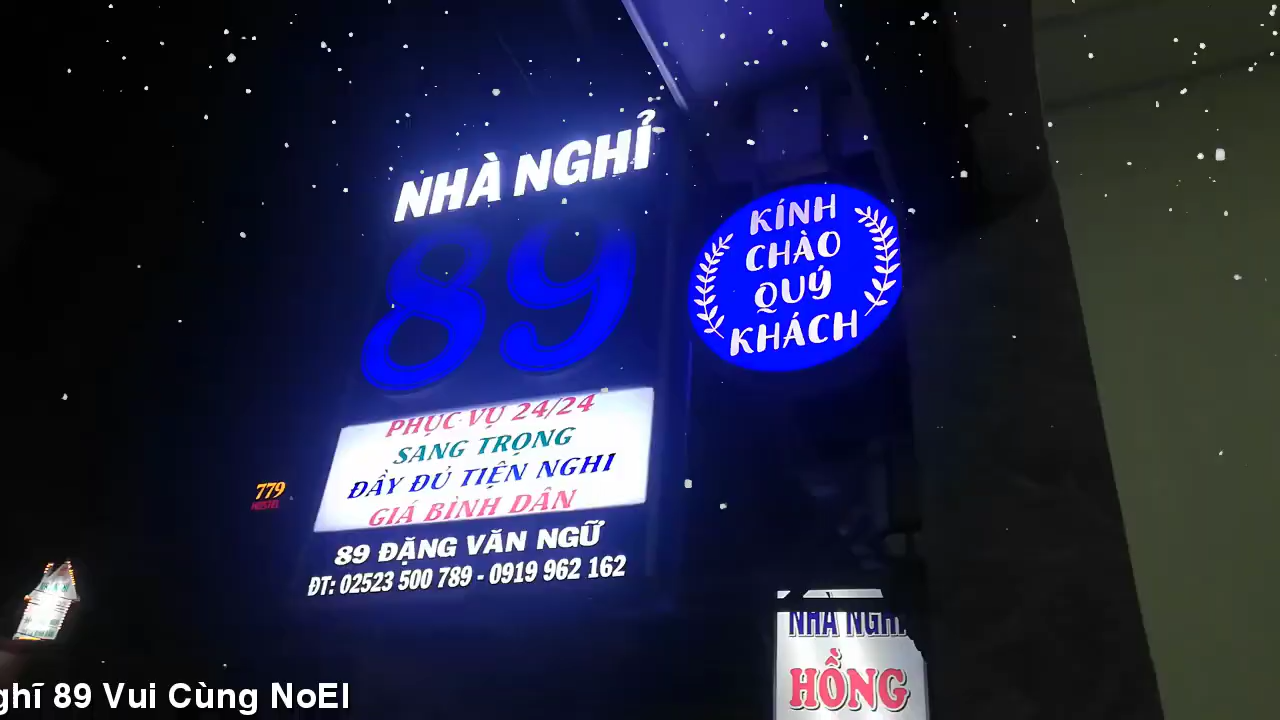 NHÀ NGHỈ
89
KÍNH
CHÀO
QUÝ
KHÁCH
PHỤC VỤ 24/24
SANG TRỌNG
ĐẦY ĐỦ TIỆN NGHI
GIÁ BÌNH DÂN
89 ĐẶNG VĂN NGỮ
ĐT: 02523 500 789 - 0919 962 162
779
HOSTEL
NHÀ NGHỈ
HỒNG
ghĩ 89 Vui Cùng NoEl